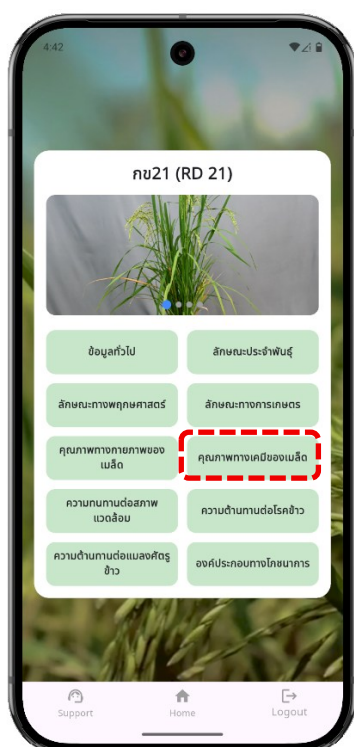 4:42
กข21 (RD 21)
ข้อมูลทั่วไป
ลักษณะประจำพันธุ์
ลักษณะทางพฤกษศาสตร์
ลักษณะทางการเกษตร
คุณภาพทางกายภาพของ
เมล็ด
คุณภาพทางเคมีของเมล็ด
ความทนทานต่อสภาพ
แวดล้อม
ความต้านทานต่อโรคข้าว
ความต้านทานต่อแมลงศัตรู
ข้าว
องค์ประกอบทางโภชนาการ
Support
Home
Logout